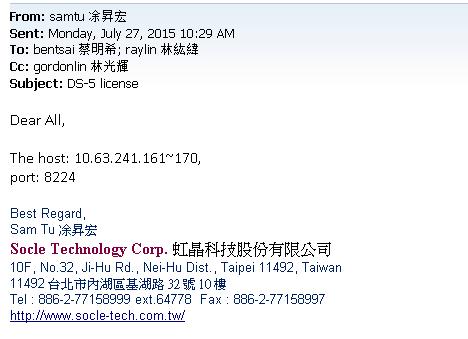 From: samtu 凃昇宏
Sent: Monday, July 27, 2015 10:29 AM
To: bentsai 蔡明希; raylin 林紘緯
Cc: gordonlin 林光輝
Subject: DS-5 license
Dear All,
The host: 10.63.241.161~170,
port: 8224
Best Regard,
Sam Tu 凃昇宏
Socle Technology Corp. 虹晶科技股份有限公司
10F, No.32, Ji-Hu Rd., Nei-Hu Dist., Taipei 11492, Taiwan
11492 台北市內湖區基湖路 32 號 10 樓
Tel : 886-2-77158999 ext.64778 Fax : 886-2-77158997
http://www.socle-tech.com.tw/